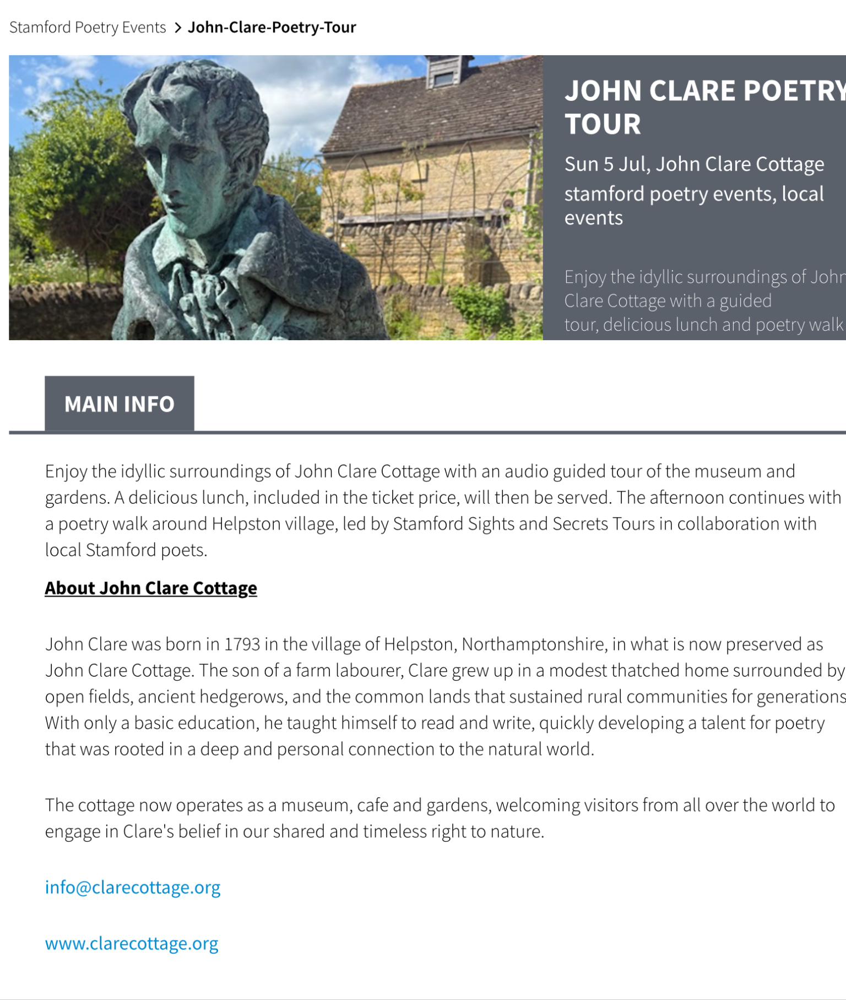 Stamford Poetry Events > John-Clare-Poetry-Tour
JOHN CLARE POETRY
TOUR
Sun 5 Jul, John Clare Cottage
stamford poetry events, local
events
Enjoy the idyllic surroundings of John
Clare Cottage with a guided
tour, delicious lunch and poetry walk
MAIN INFO
Enjoy the idyllic surroundings of John Clare Cottage with an audio guided tour of the museum and
gardens. A delicious lunch, included in the ticket price, will then be served. The afternoon continues with
a poetry walk around Helpston village, led by Stamford Sights and Secrets Tours in collaboration with
local Stamford poets.
About John Clare Cottage
John Clare was born in 1793 in the village of Helpston, Northamptonshire, in what is now preserved as
John Clare Cottage. The son of a farm labourer, Clare grew up in a modest thatched home surrounded by
open fields, ancient hedgerows, and the common lands that sustained rural communities for generations
With only a basic education, he taught himself to read and write, quickly developing a talent for poetry
that was rooted in a deep and personal connection to the natural world.
The cottage now operates as a museum, cafe and gardens, welcoming visitors from all over the world to
engage in Clare's belief in our shared and timeless right to nature.
info@clarecottage.org
www.clarecottage.org